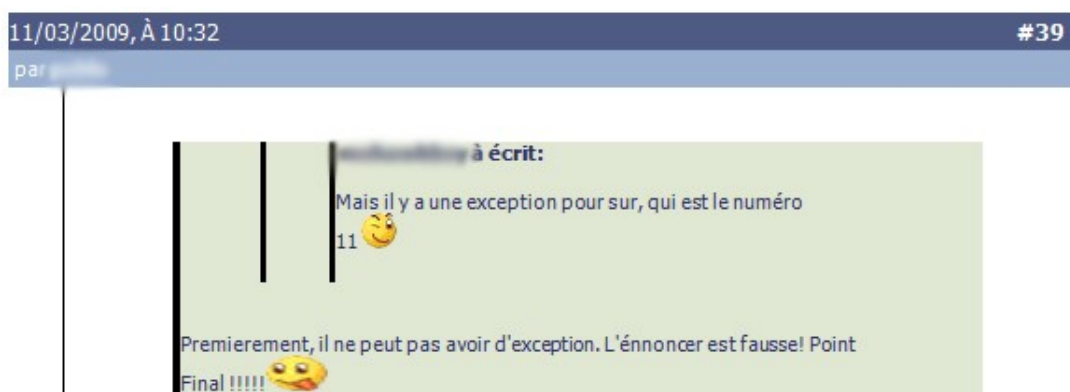 11/03/2009, À 10:32 #39
par
à écrit:
Mais il y a une exception pour sur, qui est le numéro
11
Premierement, il ne peut pas avoir d'exception. L'énnoncer est fausse! Point
Final !!!!!